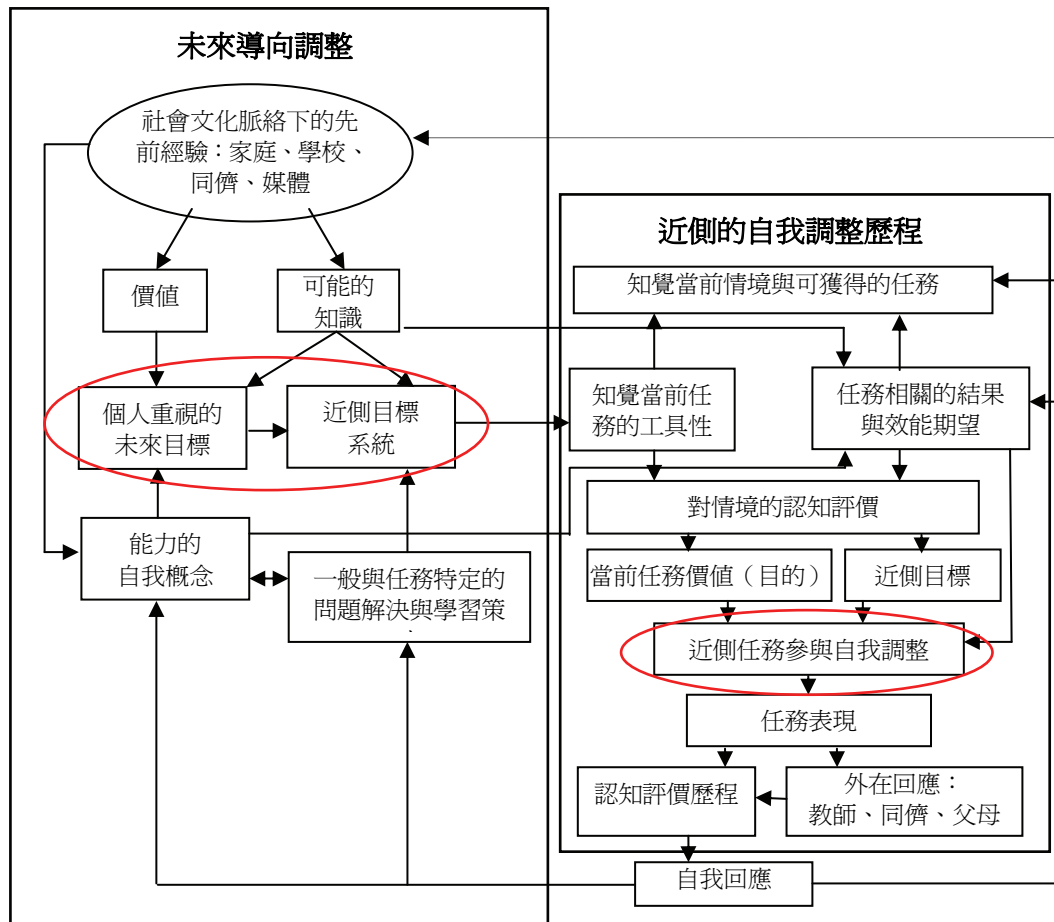 未來導向調整
社會文化脈絡下的先
前經驗：家庭、學校、
同儕、媒體
價值
可能的
知識
個人重視的
未來目標
近側目標
系統
能力的
自我概念
一般與任務特定的
問題解決與學習策
近側的自我調整歷程
知覺當前情境與可獲得的任務
知覺當前任
務的工具性
任務相關的結果
與效能期望
對情境的認知評價
當前任務價值（目的）
近側目標
近側任務參與自我調整
任務表現
認知評價歷程
外在回應：
教師、同儕、父母
自我回應